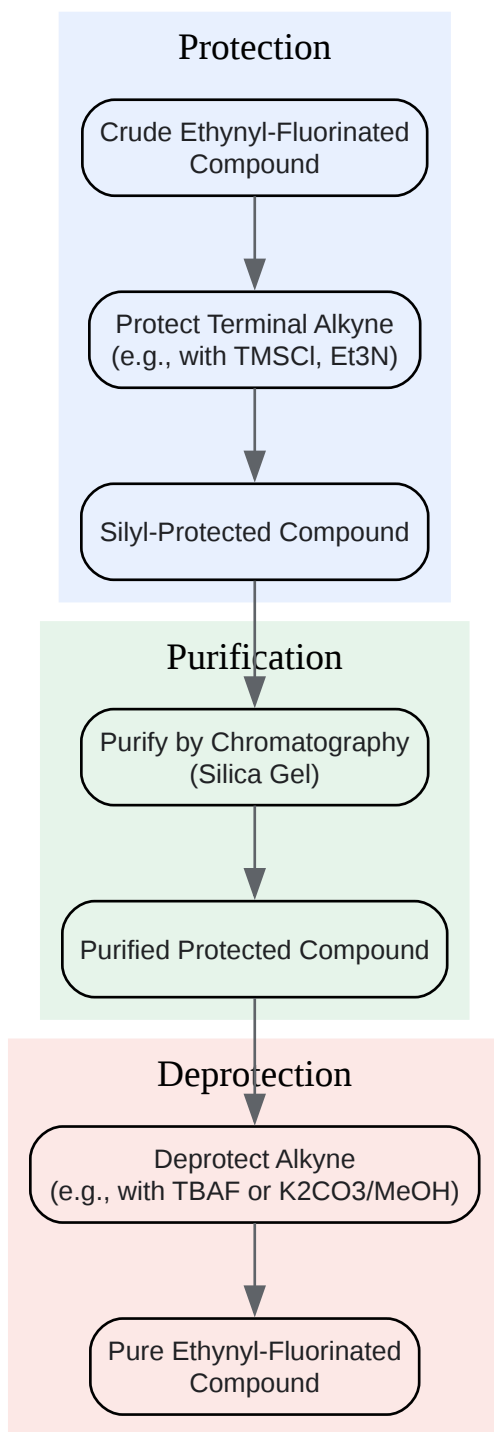 Protection
Crude Ethynyl-Fluorinated
Compound
Protect Terminal Alkyne
(e.g., with TMSCl, Et3N)
Silyl-Protected Compound
Purification
Purify by Chromatography
(Silica Gel)
Purified Protected Compound
Deprotection
Deprotect Alkyne
(e.g., with TBAF or K2CO3/MeOH)
Pure Ethynyl-Fluorinated
Compound